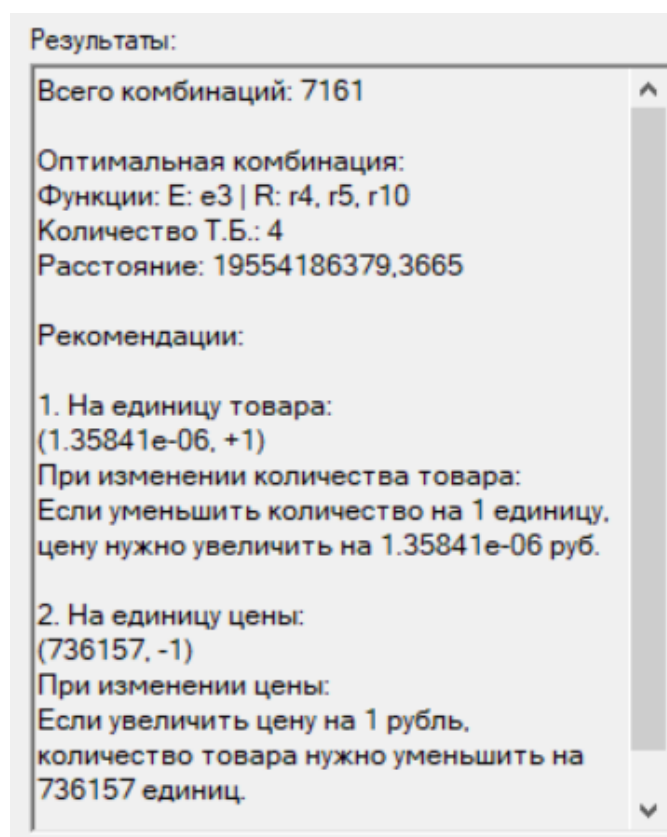 Результаты:
Всего комбинаций: 7161
Оптимальная комбинация:
Функции: E: e3 | R: r4, r5, r10
Количество Т.Б.: 4
Расстояние: 19554186379,3665
Рекомендации:
1. На единицу товара:
(1.35841e-06, +1)
При изменении количества товара:
Если уменьшить количество на 1 единицу,
цену нужно увеличить на 1.35841e-06 руб.
2. На единицу цены:
(736157, -1)
При изменении цены:
Если увеличить цену на 1 рубль,
количество товара нужно уменьшить на
736157 единиц.